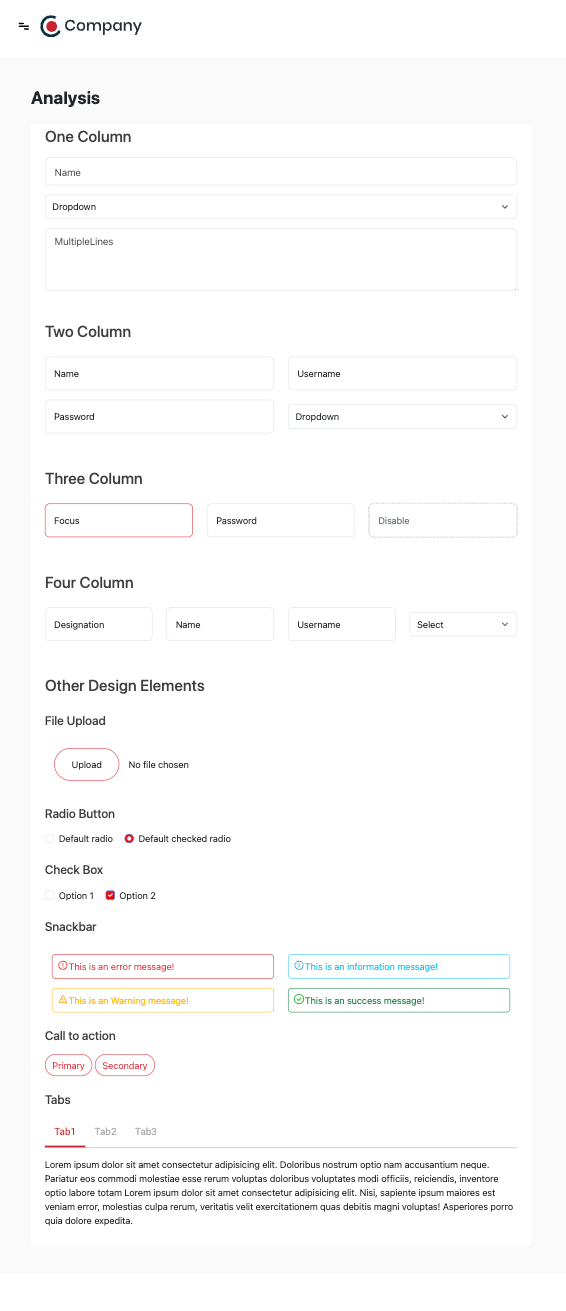 Company
Analysis
One Column
Name
Dropdown
MultipleLines
Two Column
Name Username
Password Dropdown
Three Column
Focus Password Disable
Four Column
Designation Name Username Select
Other Design Elements
File Upload
Upload No file chosen
Radio Button
Default radio Default checked radio
Check Box
Option 1 Option 2
Snackbar
This is an error message! This is an information message!
This is an Warning message! This is an success message!
Call to action
Primary Secondary
Tabs
Tab1 Tab2 Tab3
Lorem ipsum dolor sit amet consectetur adipisicing elit. Doloribus nostrum optio nam accusantium neque.
Pariatur eos commodi molestiae esse rerum voluptas doloribus voluptates modi officiis, reiciendis, inventore
optio labore totam Lorem ipsum dolor sit amet consectetur adipisicing elit. Nisi, sapiente ipsum maiores est
veniam error, molestias culpa rerum, veritatis velit exercitationem quas debitis magni voluptas! Asperiores porro
quia dolore expedita.